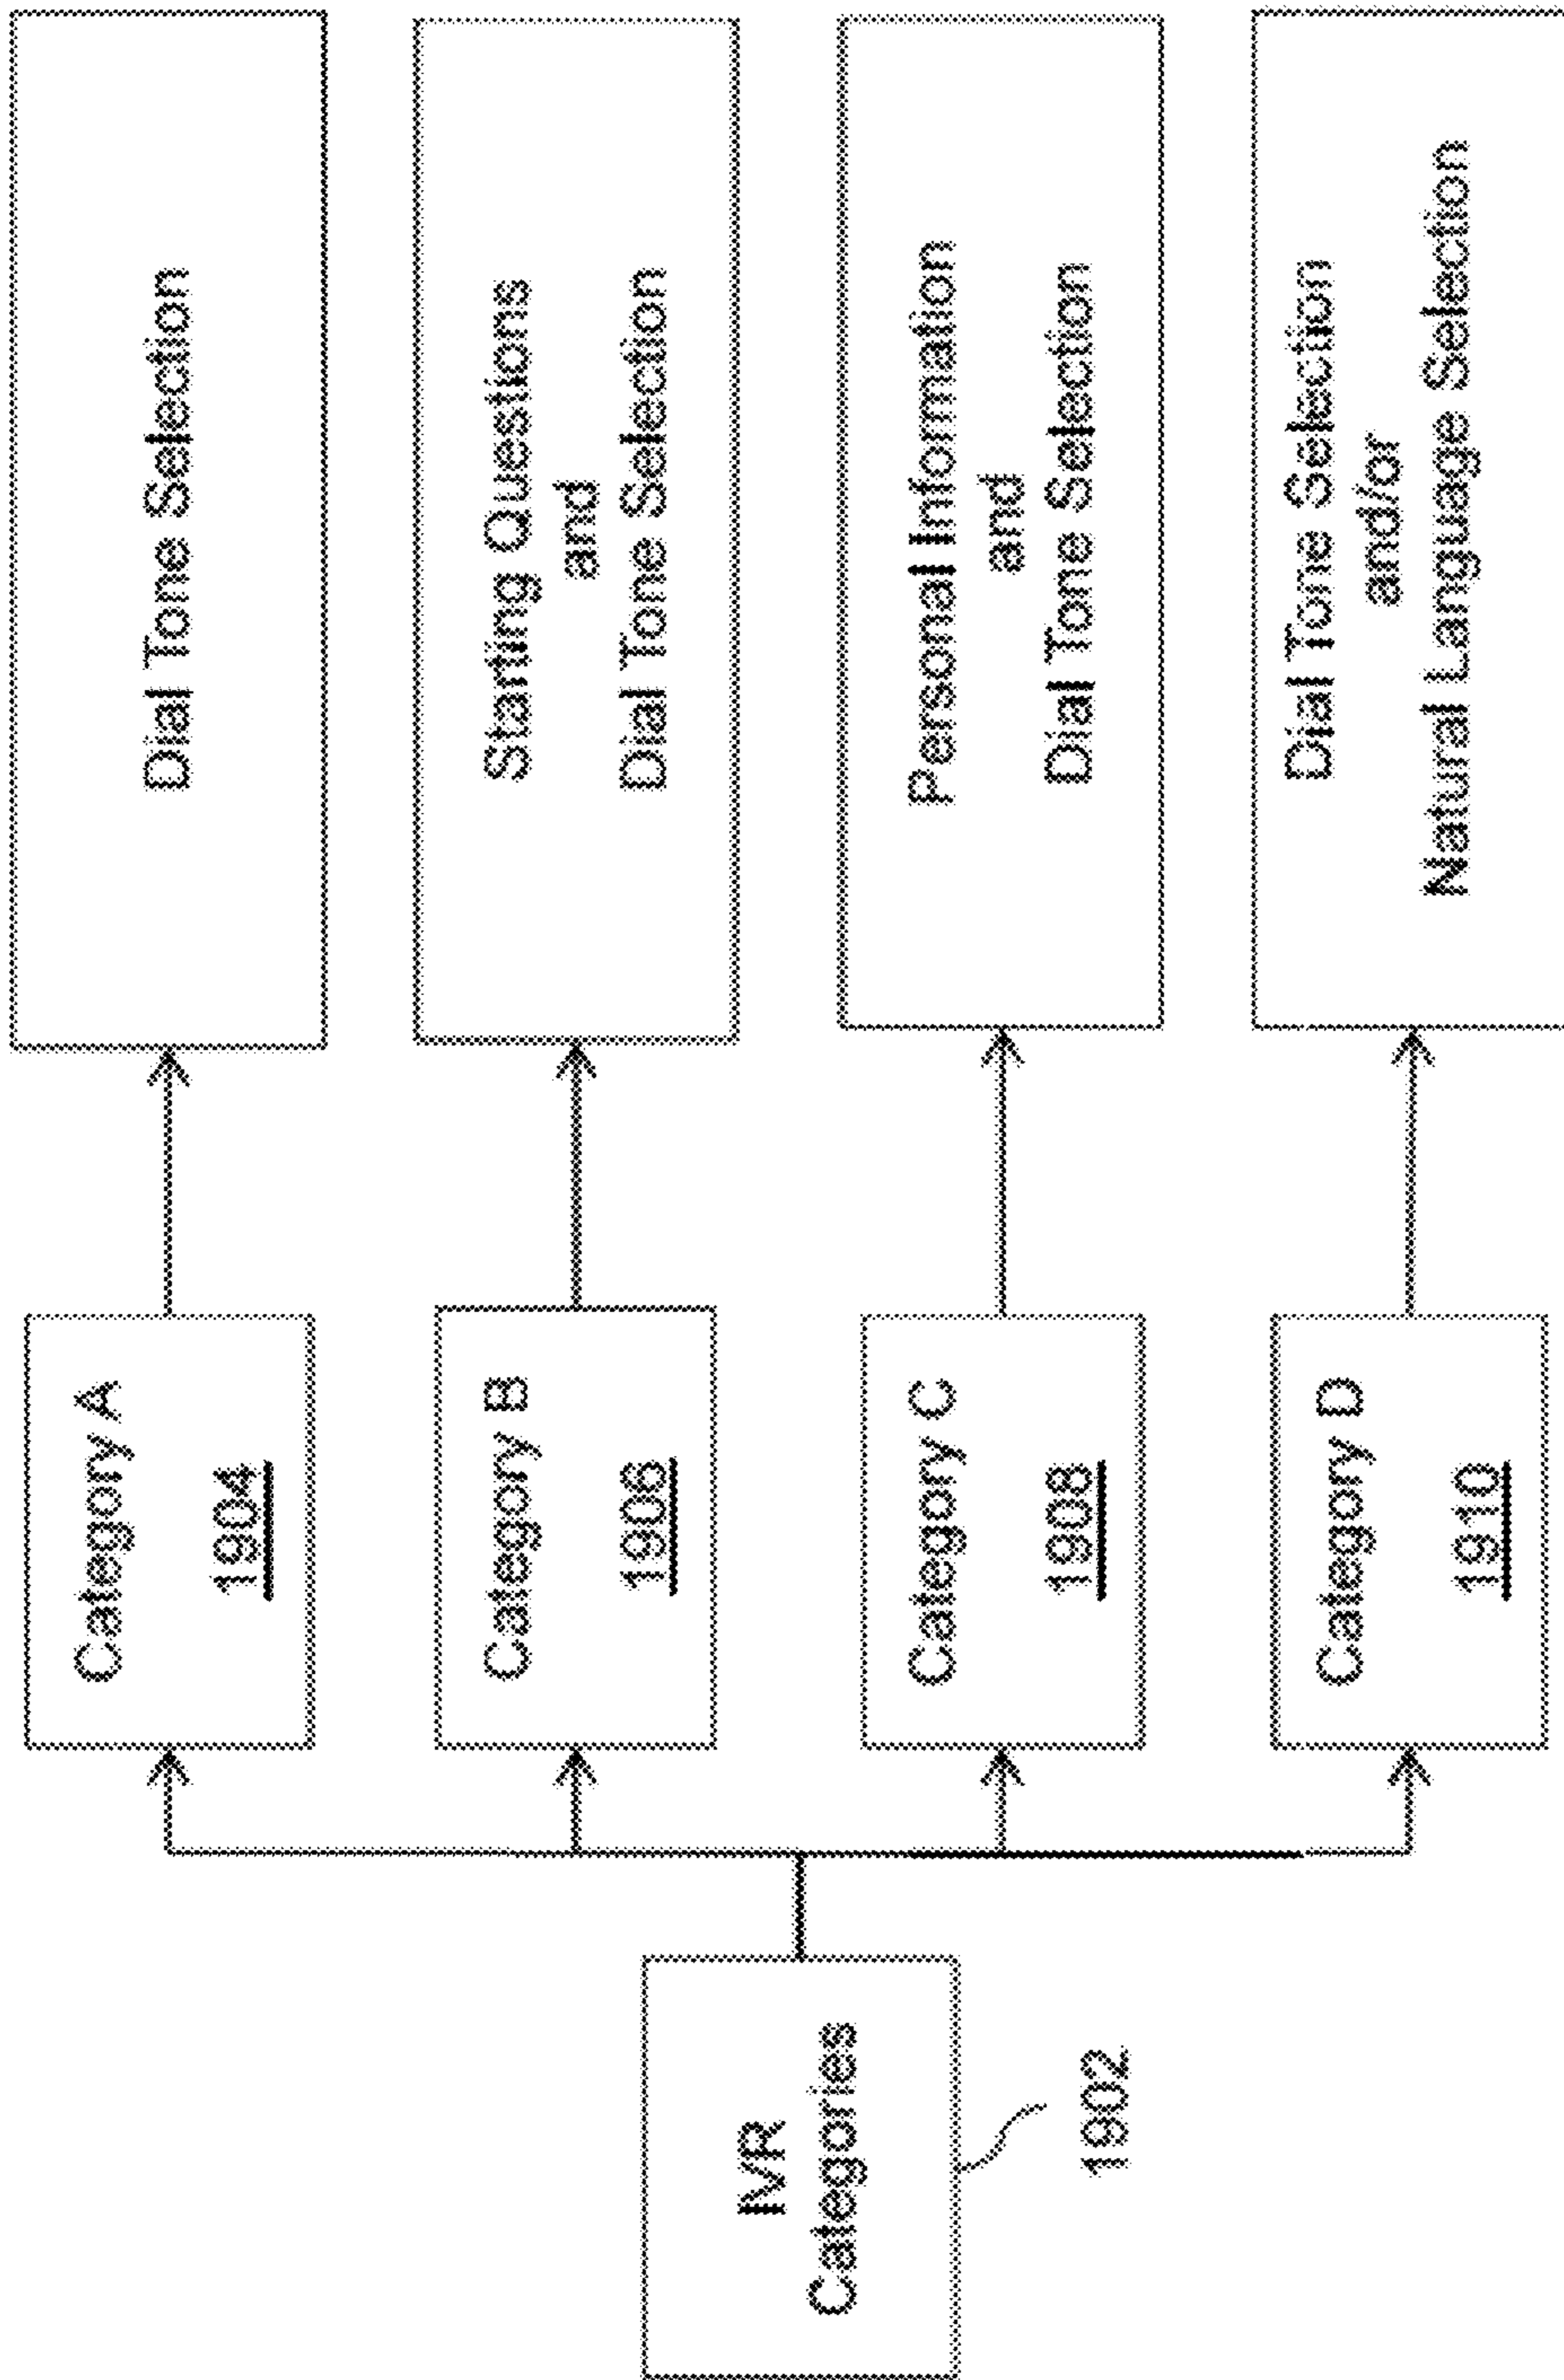 IVR
Categories
1902
Category A
1904
Dial Tone Selection
Category B
1906
Starting Questions
and
Dial Tone Selection
Category C
1908
Personal Information
and
Dial Tone Selection
Category D
1910
Dial Tone Selection
and/or
Natural Language Selection